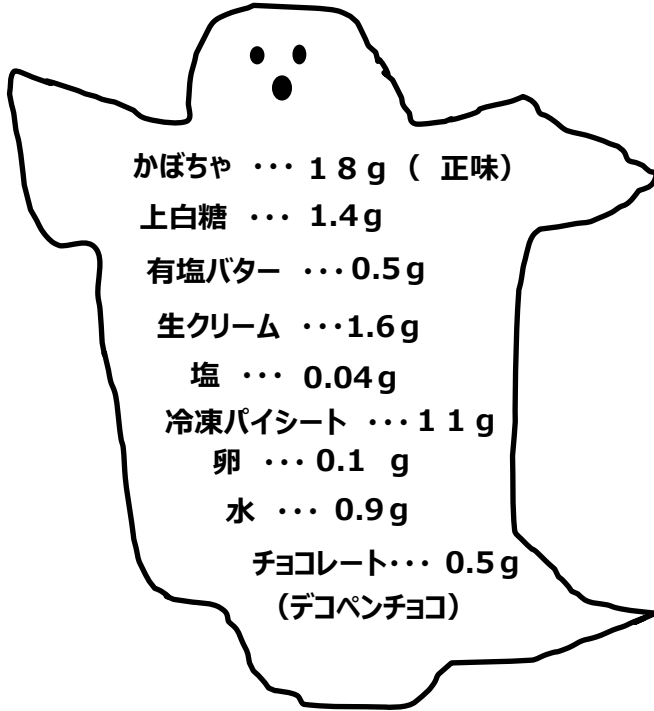 かぼちゃ ・・・ 18g（ 正味）
上白糖 ・・・ 1.4g
有塩バター ・・・0.5g
生クリーム ・・・1.6g
塩 ・・・ 0.04g
冷凍パイシート ・・・11g
卵 ・・・0.1 g
水 ・・・ 0.9g
チョコレート・・・ 0.5g
（デコペンチョコ）